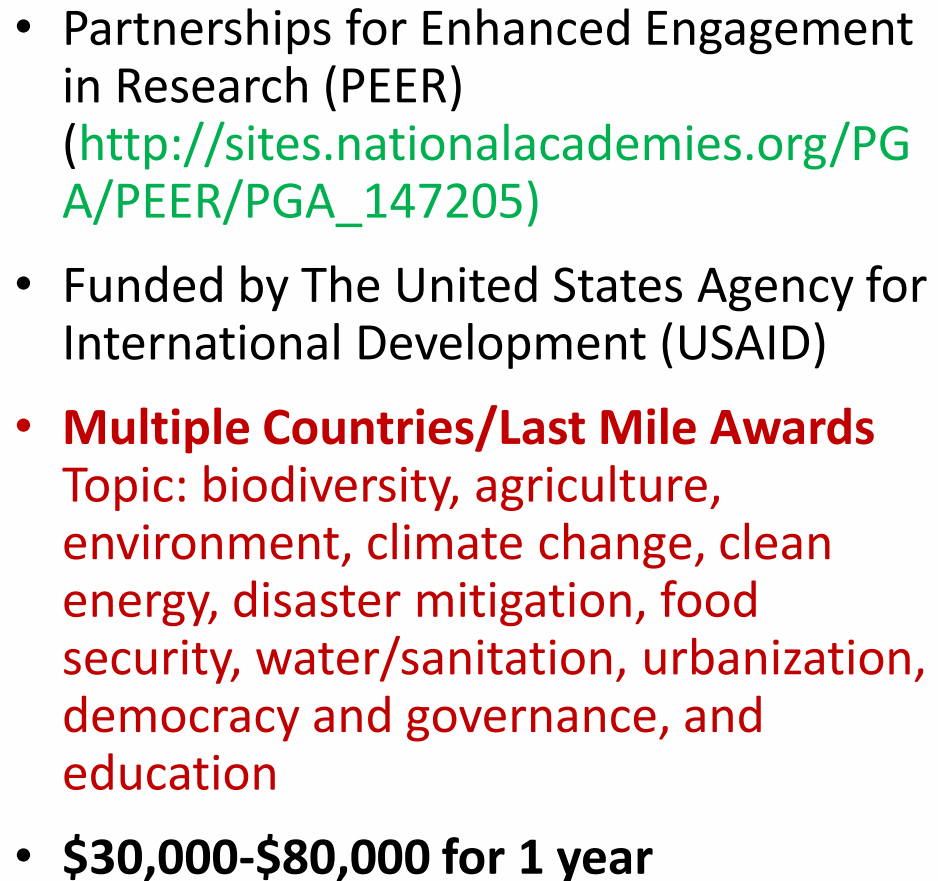 • Partnerships for Enhanced Engagement
in Research (PEER)
(http://sites.nationalacademies.org/PG
A/PEER/PGA_147205)
• Funded by The United States Agency for
International Development (USAID)
• Multiple Countries/Last Mile Awards
Topic: biodiversity, agriculture,
environment, climate change, clean
energy, disaster mitigation, food
security, water/sanitation, urbanization,
democracy and governance, and
education
• $30,000-$80,000 for 1 year